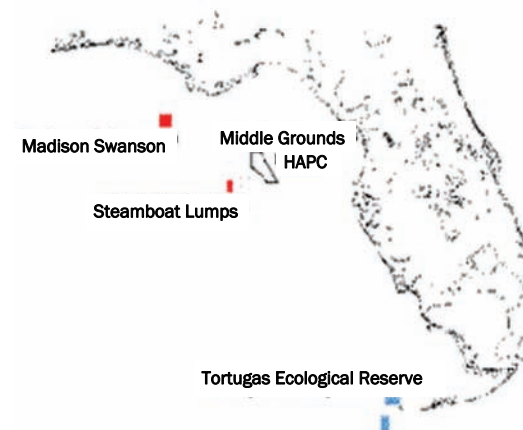 Madison Swanson
Middle Grounds
HAPC
Steamboat Lumps
Tortugas Ecological Reserve